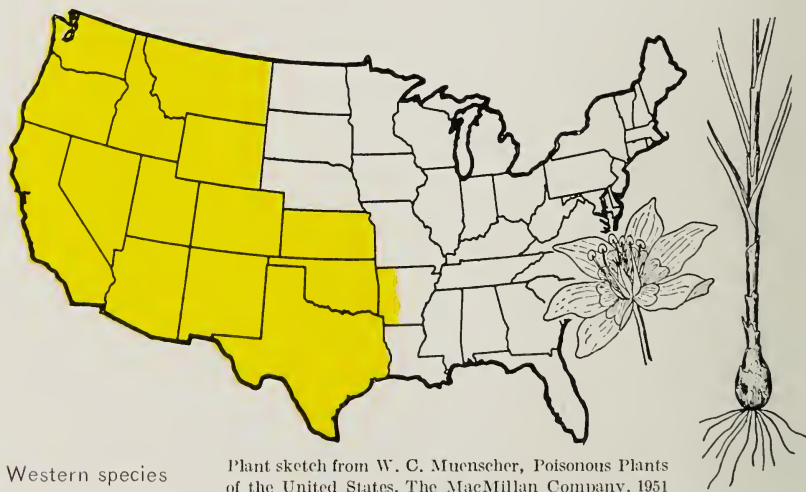 Western species
Plant sketch from W. C. Muenscher, Poisonous Plants
of the United States. The MacMillan Company, 1951